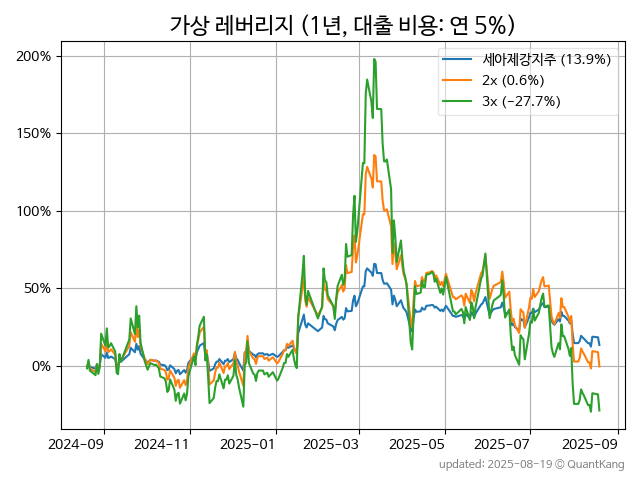 가상 레버리지 (1년, 대출 비용: 연 5%)
세아제강지주 (13.9%)
2x (0.6%)
3x (−27.7%)
200%
150%
100%
50%
0%
2024-09 2024-11 2025-01 2025-03 2025-05 2025-07 2025-09
updated: 2025-08-19 © QuantKang